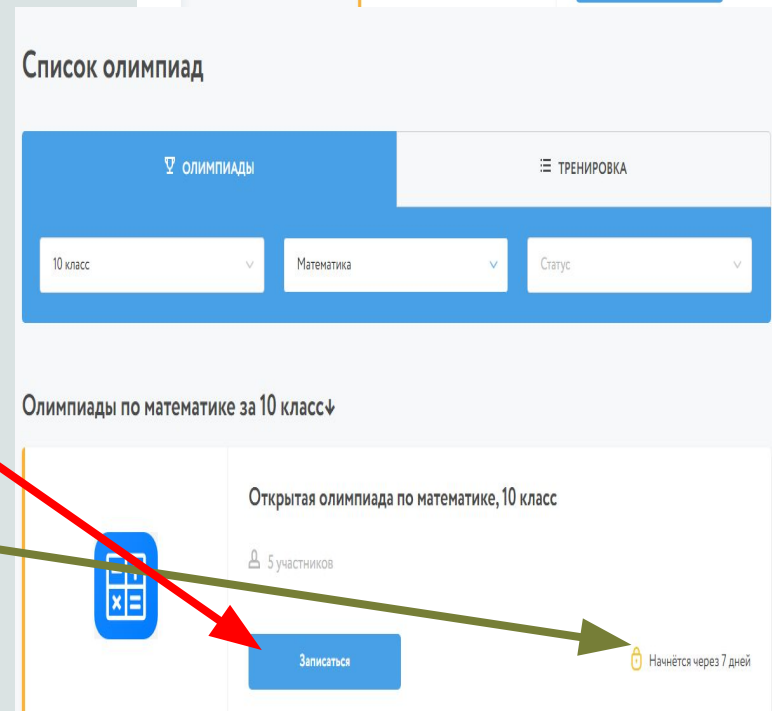 Список олимпиад
ОЛИМПИАДЫ
ТРЕНИРОВКА
10 класс
Математика
Статус
Олимпиады по математике за 10 класс↓
Открытая олимпиада по математике, 10 класс
5 участников
Записаться
Начнётся через 7 дней